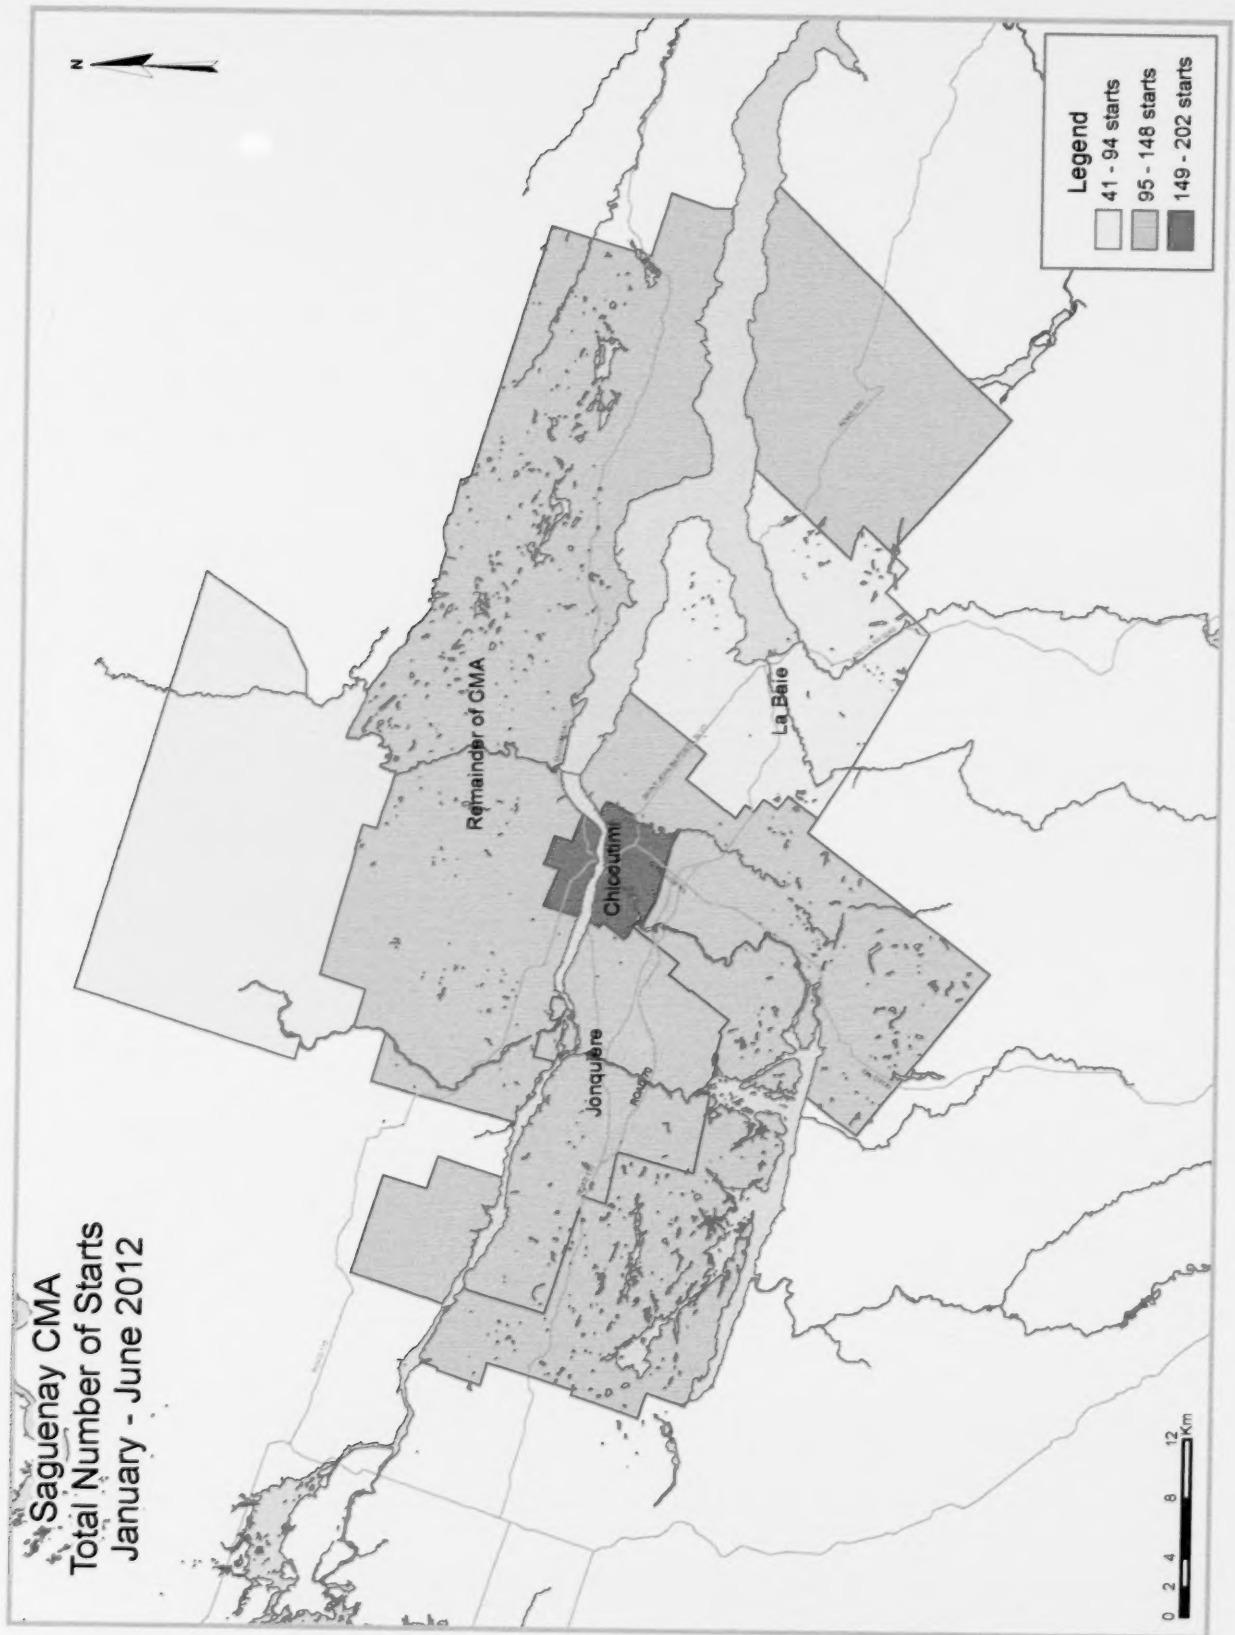 Saguenay CMA
Total Number of Starts
January - June 2012
N
Remainder of CMA
Chicoutimi
Jonquière
La Baie
Legend
41 - 94 starts
95 - 148 starts
149 - 202 starts
0 2 4 8 12
Km